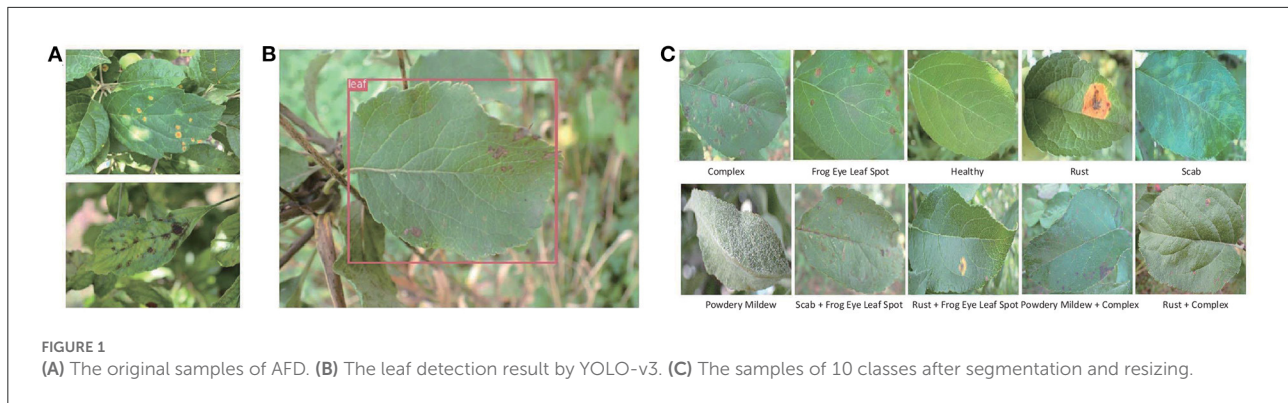 A
B
C
leaf
Complex
Frog Eye Leaf Spot
Healthy
Rust
Scab
Powdery Mildew
Scab + Frog Eye Leaf Spot
Rust + Frog Eye Leaf Spot
Powdery Mildew + Complex
Rust + Complex
FIGURE 1
(A) The original samples of AFD. (B) The leaf detection result by YOLO-v3. (C) The samples of 10 classes after segmentation and resizing.